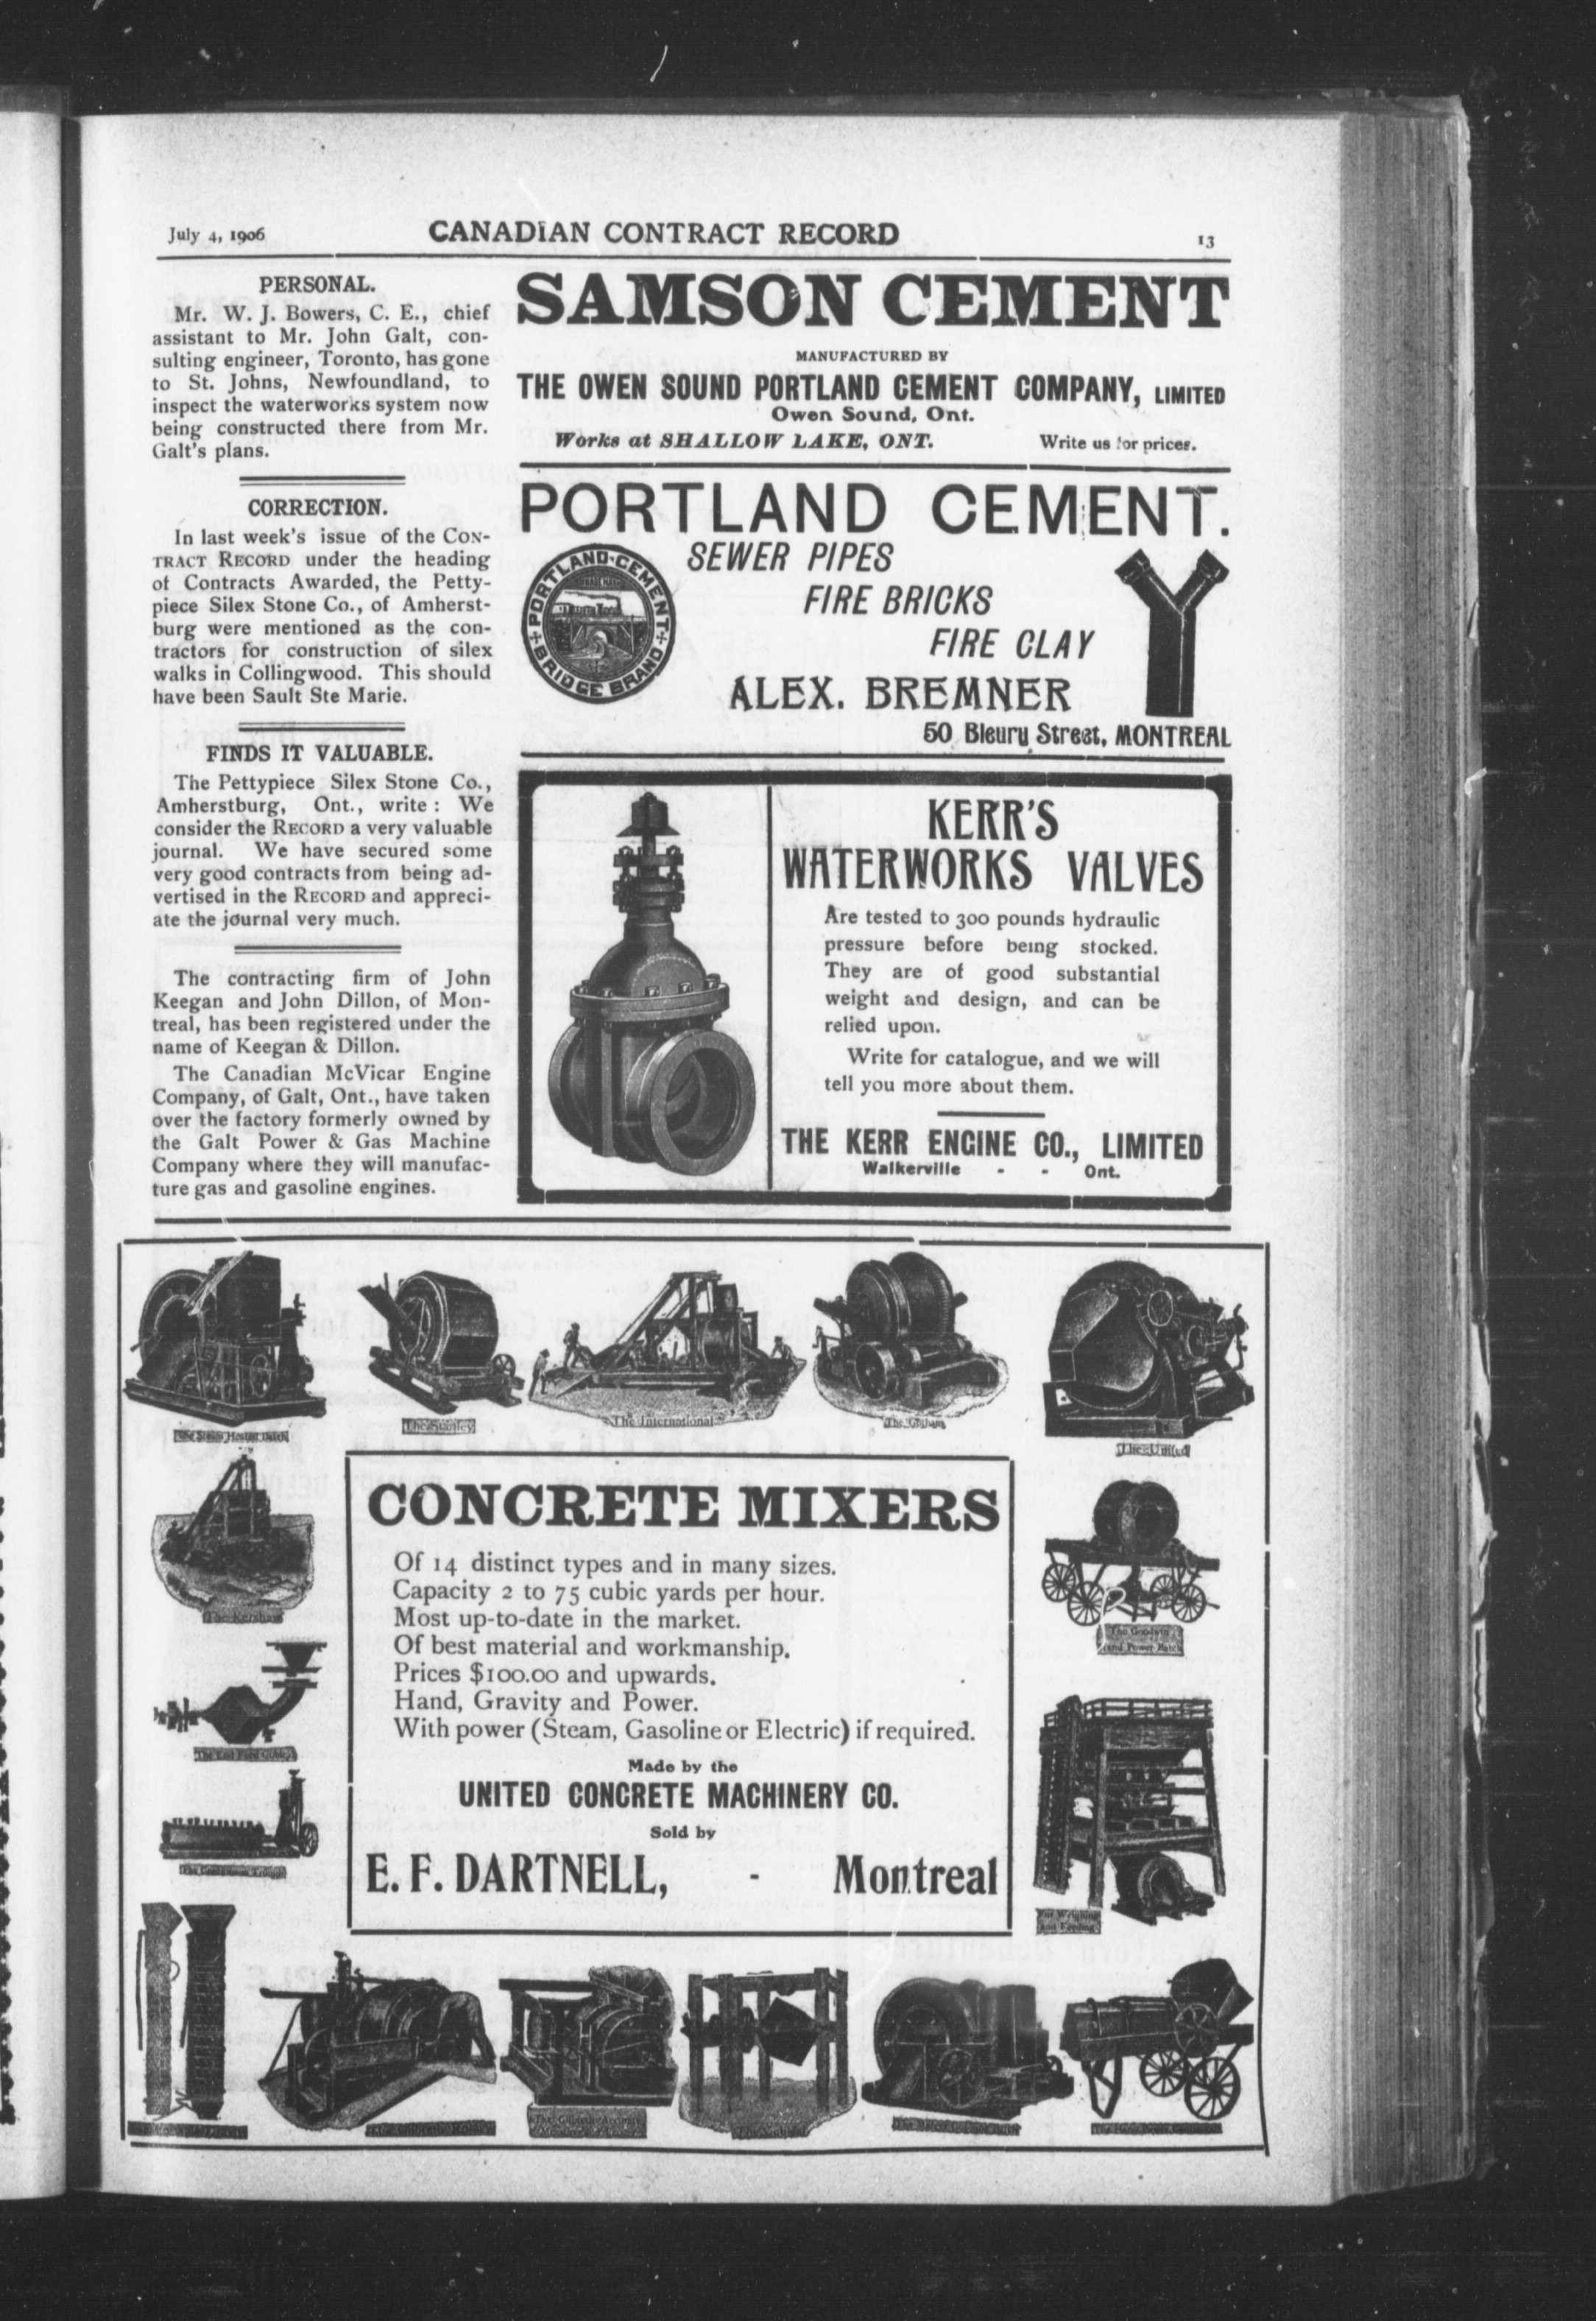 July 4, 1906
CANADIAN CONTRACT RECORD
13
PERSONAL.
Mr. W. J. Bowers, C. E., chief
assistant to Mr. John Galt, con-
sulting engineer, Toronto, has gone
to St. Johns, Newfoundland, to
inspect the waterworks system now
being constructed there from Mr.
Galt's plans.
CORRECTION.
In last week's issue of the CON-
TRACT RECORD under the heading
of Contracts Awarded, the Petty-
piece Silex Stone Co., of Amherst-
burg were mentioned as the con-
tractors for construction of silex
walks in Collingwood. This should
have been Sault Ste Marie.
FINDS IT VALUABLE.
The Pettypiece Silex Stone Co.,
Amherstburg, Ont., write : We
consider the RECORD a very valuable
journal. We have secured some
very good contracts from being ad-
vertised in the RECORD and appreci-
ate the journal very much.
The contracting firm of John
Keegan and John Dillon, of Mon-
treal, has been registered under the
name of Keegan & Dillon.
The Canadian McVicar Engine
Company, of Galt, Ont., have taken
over the factory formerly owned by
the Galt Power & Gas Machine
Company where they will manufac-
ture gas and gasoline engines.
SAMSON CEMENT
MANUFACTURED BY
THE OWEN SOUND PORTLAND CEMENT COMPANY, LIMITED
Owen Sound, Ont.
Works at SHALLOW LAKE, ONT.
Write us for prices.
PORTLAND CEMENT.
PORTLAND-CEMENT
TRADE MARK
BRIDGE BRAND
SEWER PIPES
FIRE BRICKS
FIRE CLAY
ALEX. BREMNER
50 Bleury Street, MONTREAL
KERR'S
WATERWORKS VALVES
Are tested to 300 pounds hydraulic
pressure before being stocked.
They are of good substantial
weight and design, and can be
relied upon.
Write for catalogue, and we will
tell you more about them.
THE KERR ENGINE CO., LIMITED
Walkerville - - Ont.
The Stanley
The International
The United
The Kershaw
CONCRETE MIXERS
Of 14 distinct types and in many sizes.
Capacity 2 to 75 cubic yards per hour.
Most up-to-date in the market.
Of best material and workmanship.
Prices $100.00 and upwards.
Hand, Gravity and Power.
With power (Steam, Gasoline or Electric) if required.
Made by the
UNITED CONCRETE MACHINERY CO.
Sold by
E. F. DARTNELL, - Montreal
The Goodwin
and Power Batch
For Weighing
and Feeding